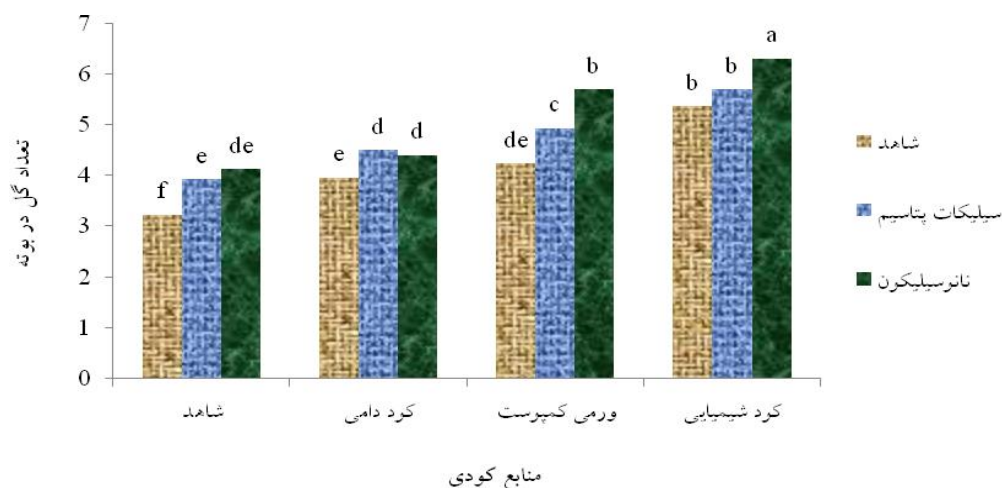 تعداد گل در بوته
7
6
5
4
3
2
1
0
f e de
e d d
de c b
b b a
شاهد
کود دامی
ورمی کمپوست
کود شیمیایی
منابع کودی
شاهد
سیلیکات پتاسیم
نانوسیلیکون